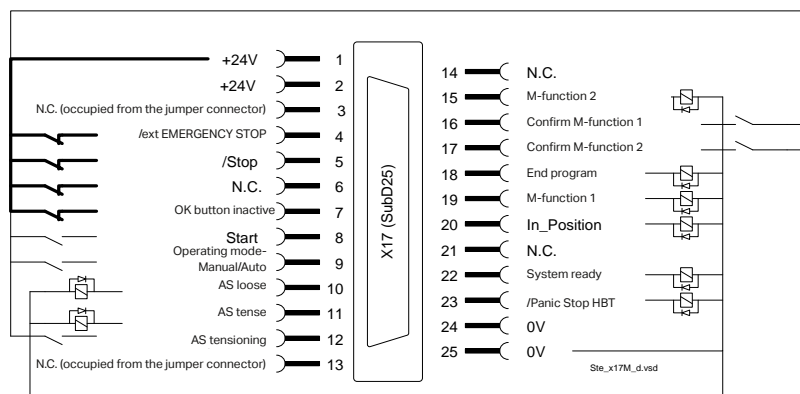 +24V 1
+24V 2
N.C. (occupied from the jumper connector) 3
/ext EMERGENCY STOP 4
/Stop 5
N.C. 6
OK button inactive 7
Start 8
Operating mode-
Manual/Auto 9
AS loose 10
AS tense 11
AS tensioning 12
N.C. (occupied from the jumper connector) 13
X17 (SubD25)
14 N.C.
15 M-function 2
16 Confirm M-function 1
17 Confirm M-function 2
18 End program
19 M-function 1
20 In_Position
21 N.C.
22 System ready
23 /Panic Stop HBT
24 0V
25 0V
Ste_x17M_d.vsd